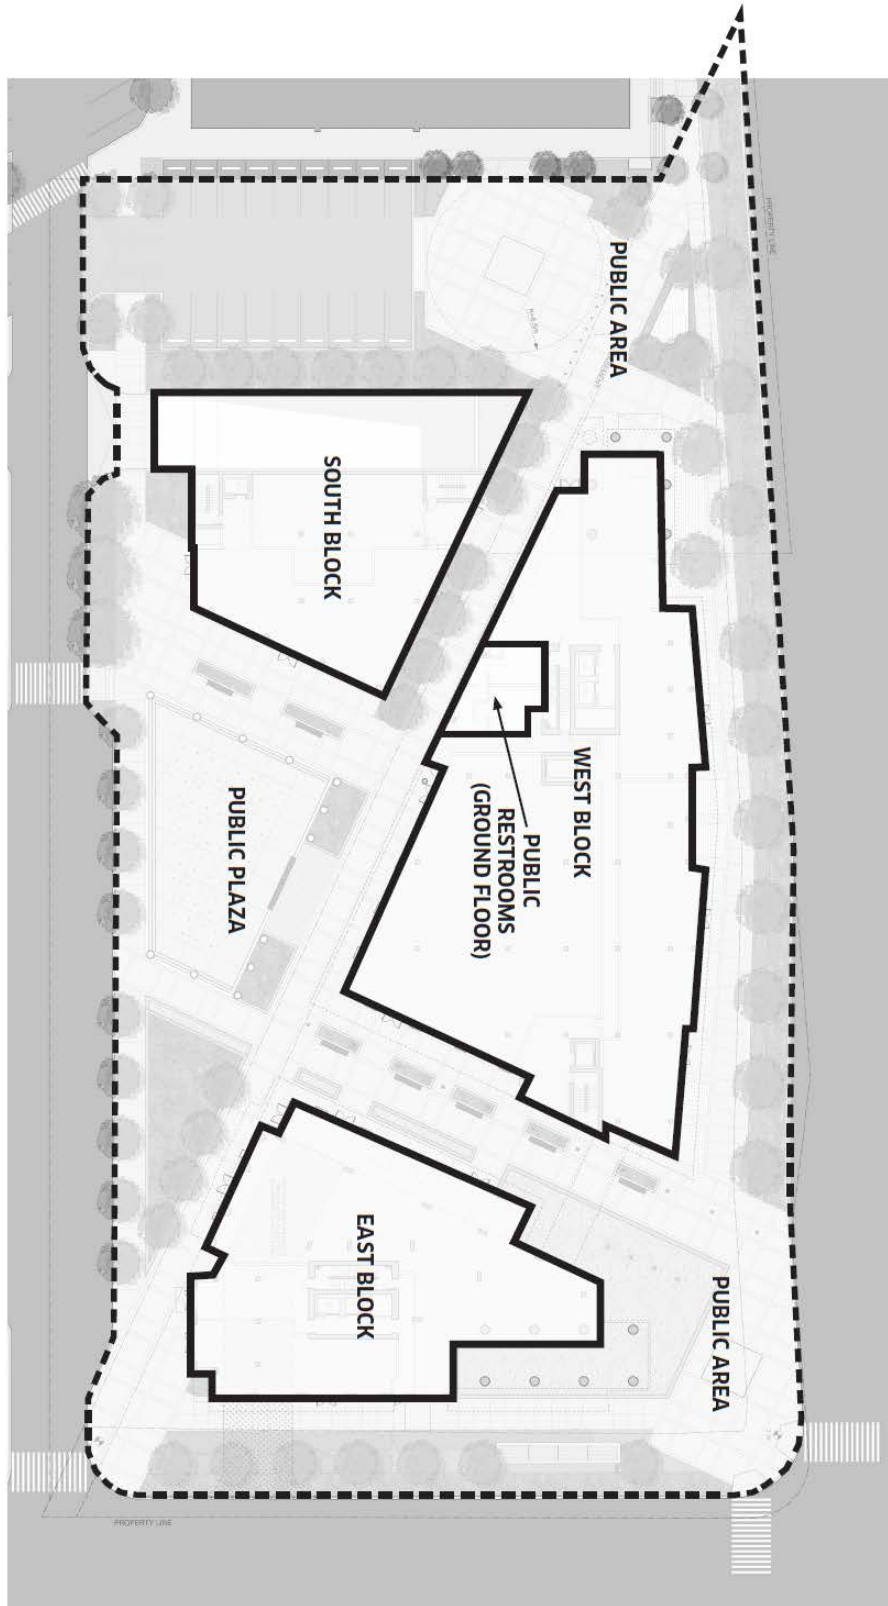 PROPERTY LINE
PUBLIC AREA
SOUTH BLOCK
WEST BLOCK
PUBLIC
RESTROOMS
(GROUND FLOOR)
PUBLIC PLAZA
EAST BLOCK
PUBLIC AREA
PROPERTY LINE